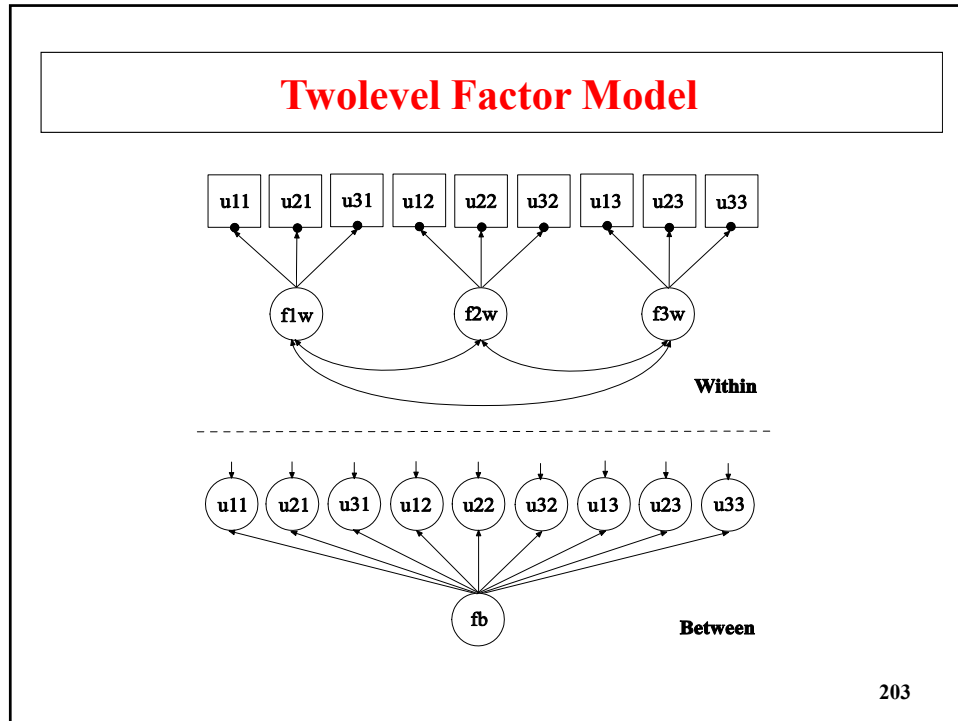 Twolevel Factor Model
u11 u21 u31 u12 u22 u32 u13 u23 u33
f1w f2w f3w
Within
u11 u21 u31 u12 u22 u32 u13 u23 u33
fb
Between
203